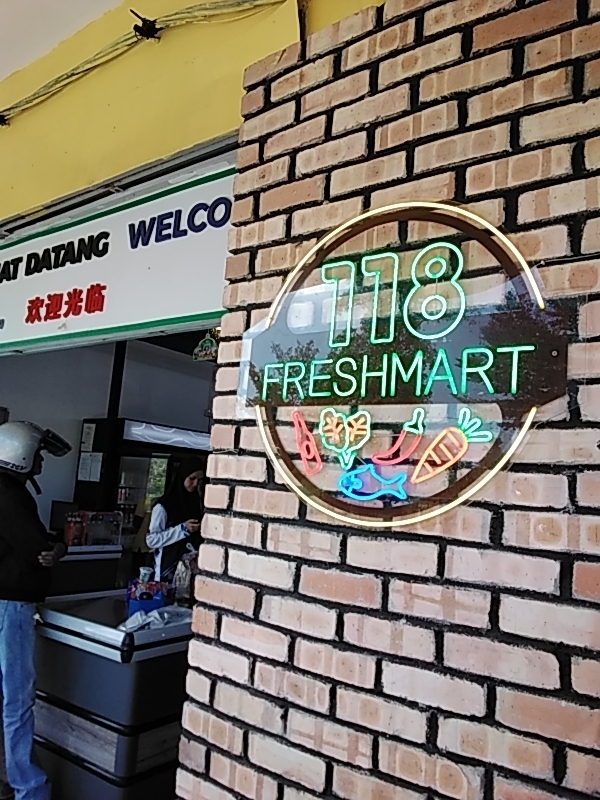 AT DATANG WELCO
欢迎光临
118
FRESHMART